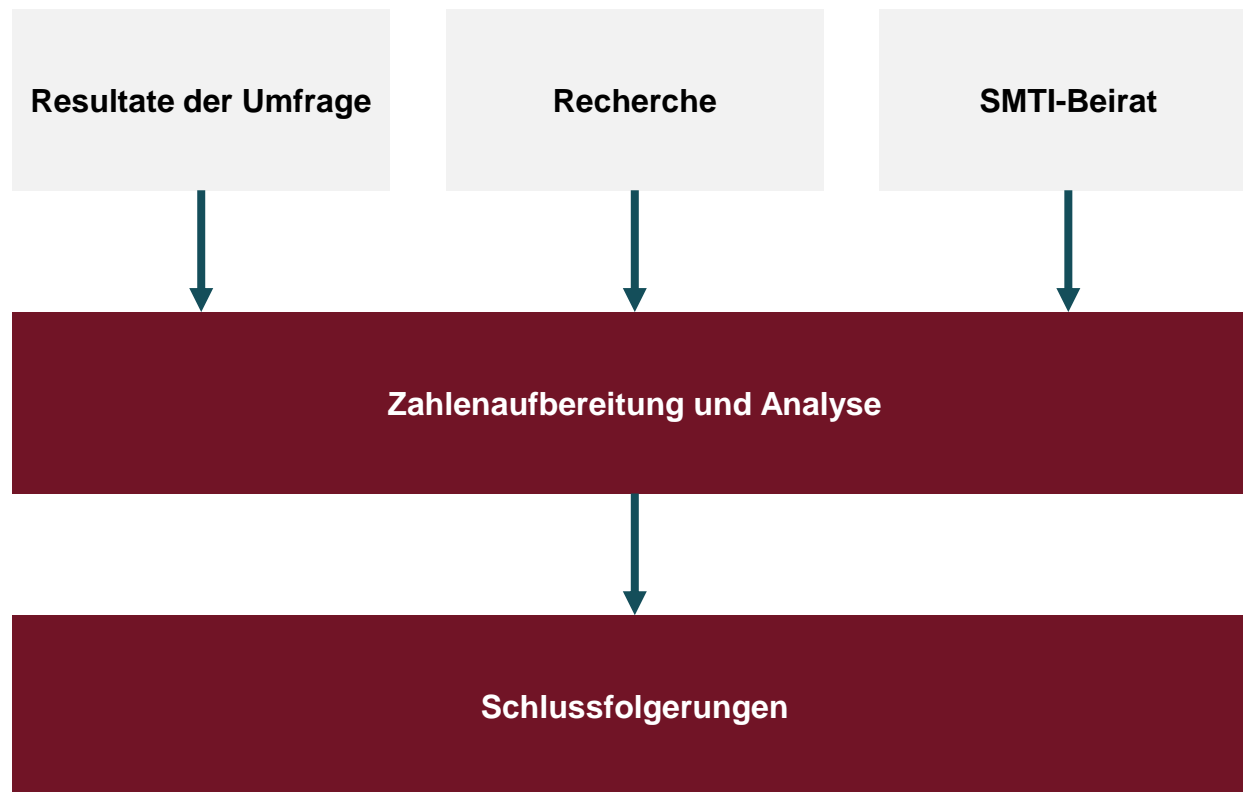 Resultate der Umfrage
Recherche
SMTI-Beirat
Zahlenaufbereitung und Analyse
Schlussfolgerungen